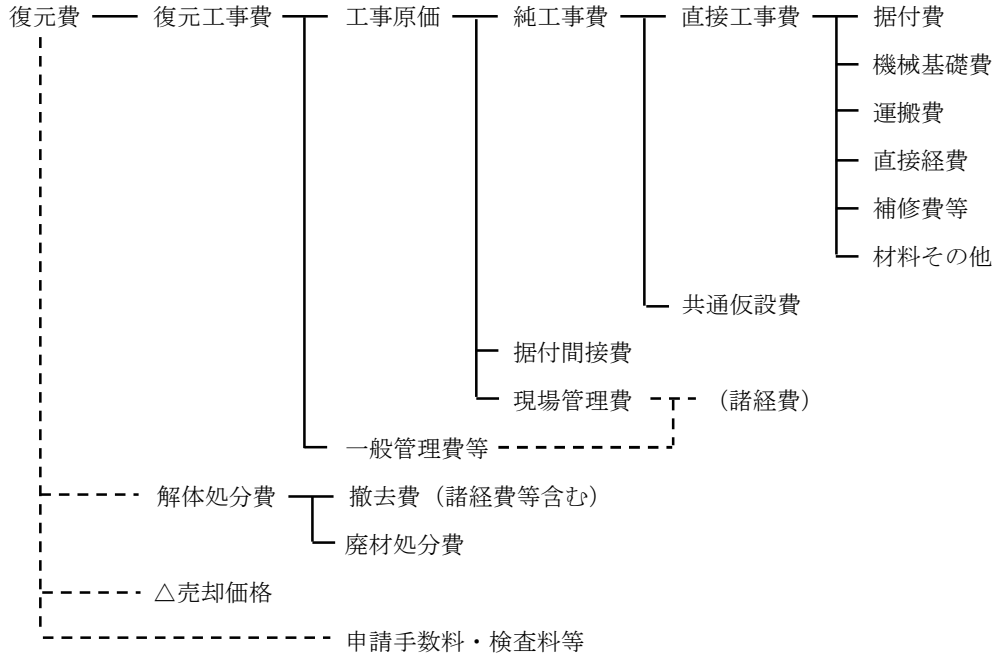 復元費 復元工事費 工事原価 純工事費 直接工事費 据付費
機械基礎費
運搬費
直接経費
補修費等
材料その他
共通仮設費
据付間接費
現場管理費 （諸経費）
一般管理費等
解体処分費 撤去費（諸経費等含む）
廃材処分費
△売却価格
申請手数料・検査料等